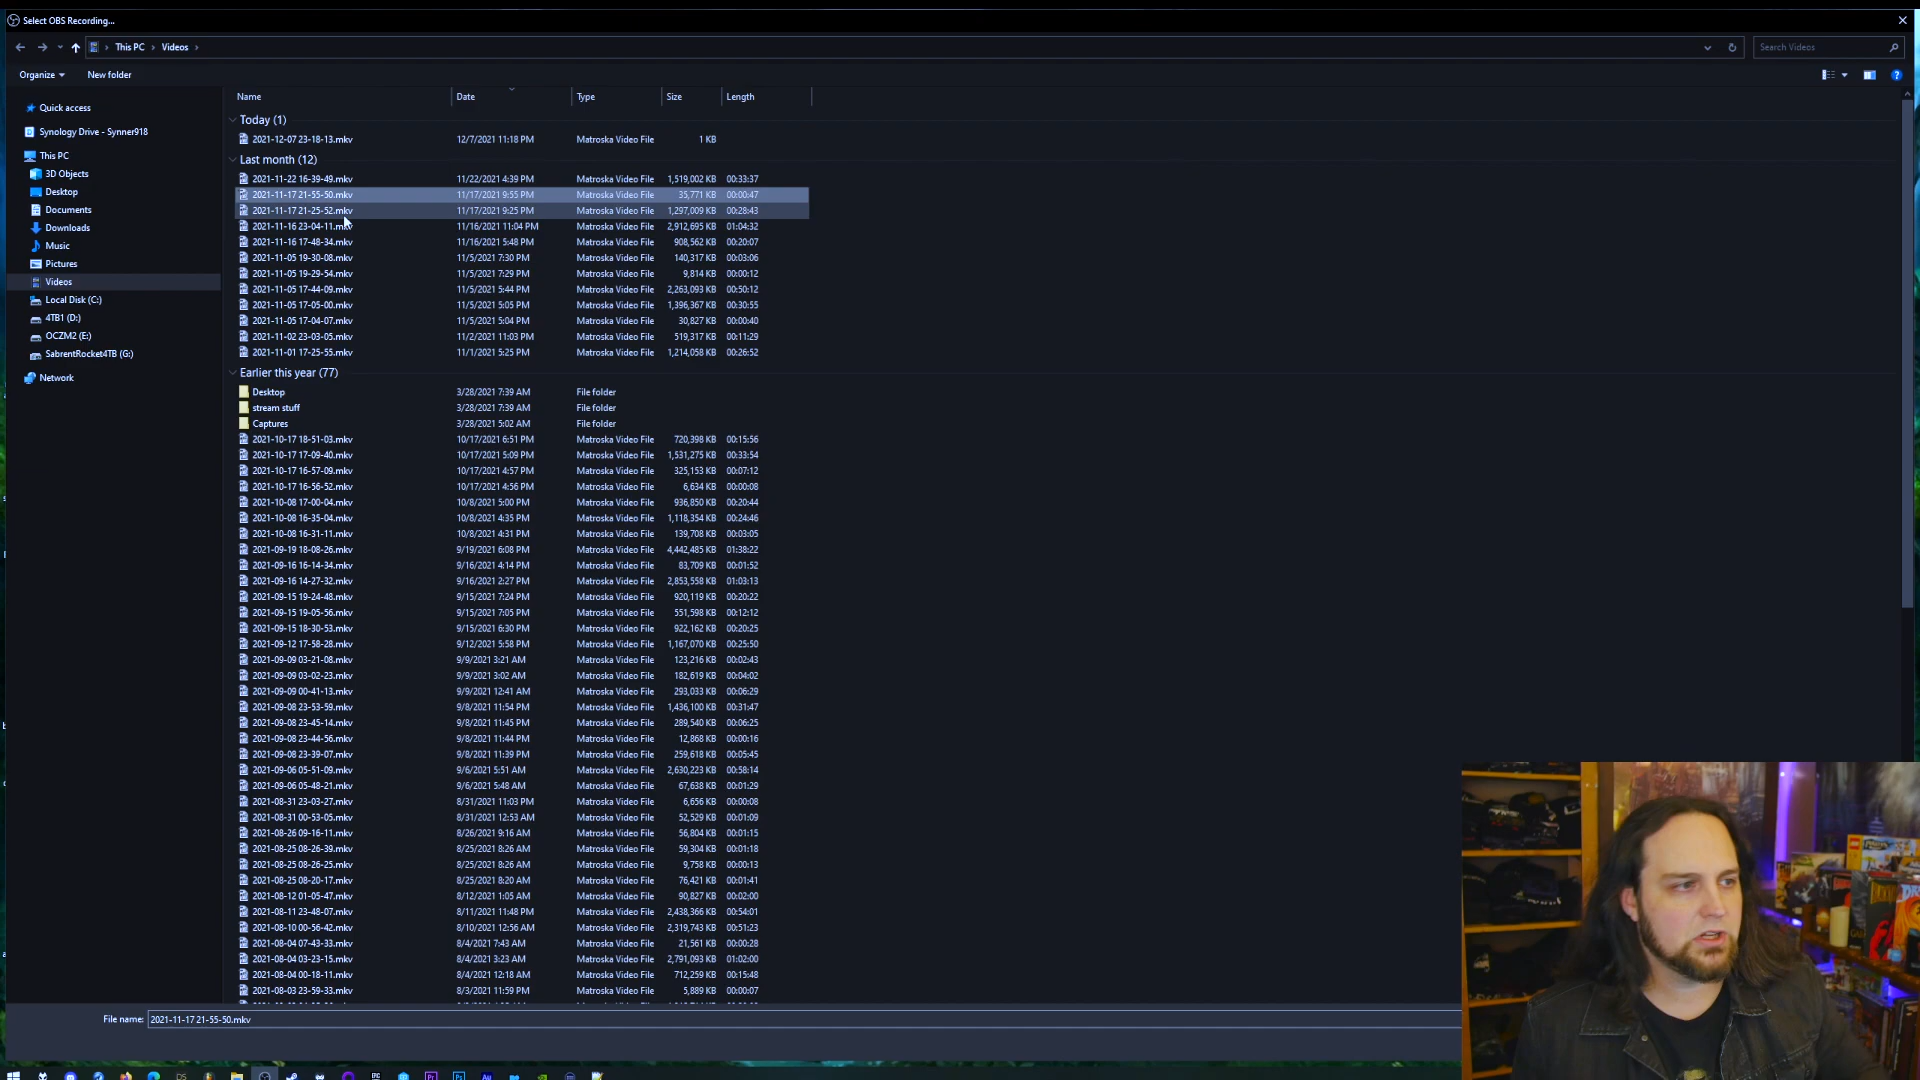 Select OBS Recording...
This PC › Videos ›
Search Videos
Organize
New folder
Quick access
Synology Drive - Synner918
This PC
3D Objects
Desktop
Documents
Downloads
Music
Pictures
Videos
Local Disk (C:)
4TB1 (D:)
OCZM2 (E:)
SabrentRocket4TB (G:)
Network
Name Date Type Size Length
Today (1)
2021-12-07 23-18-13.mkv 12/7/2021 11:18 PM Matroska Video File 1 KB
Last month (12)
2021-11-22 16-39-49.mkv 11/22/2021 4:39 PM Matroska Video File 1,519,002 KB 00:33:37
2021-11-17 21-55-50.mkv 11/17/2021 9:55 PM Matroska Video File 35,771 KB 00:00:47
2021-11-17 21-25-52.mkv 11/17/2021 9:25 PM Matroska Video File 1,297,009 KB 00:28:43
2021-11-16 23-04-11.mkv 11/16/2021 11:04 PM Matroska Video File 2,912,695 KB 01:04:32
2021-11-16 17-48-34.mkv 11/16/2021 5:48 PM Matroska Video File 908,562 KB 00:20:07
2021-11-05 19-30-08.mkv 11/5/2021 7:30 PM Matroska Video File 140,317 KB 00:03:06
2021-11-05 19-29-54.mkv 11/5/2021 7:29 PM Matroska Video File 9,814 KB 00:00:12
2021-11-05 17-44-09.mkv 11/5/2021 5:44 PM Matroska Video File 2,263,093 KB 00:50:12
2021-11-05 17-05-00.mkv 11/5/2021 5:05 PM Matroska Video File 1,396,367 KB 00:30:55
2021-11-05 17-04-07.mkv 11/5/2021 5:04 PM Matroska Video File 30,827 KB 00:00:40
2021-11-02 23-03-05.mkv 11/2/2021 11:03 PM Matroska Video File 519,317 KB 00:11:29
2021-11-01 17-25-55.mkv 11/1/2021 5:25 PM Matroska Video File 1,214,058 KB 00:26:52
Earlier this year (77)
Desktop 3/28/2021 7:39 AM File folder
stream stuff 3/28/2021 7:39 AM File folder
Captures 3/28/2021 5:02 AM File folder
2021-10-17 18-51-03.mkv 10/17/2021 6:51 PM Matroska Video File 720,398 KB 00:15:56
2021-10-17 17-09-40.mkv 10/17/2021 5:09 PM Matroska Video File 1,531,275 KB 00:33:54
2021-10-17 16-57-09.mkv 10/17/2021 4:57 PM Matroska Video File 325,153 KB 00:07:12
2021-10-17 16-56-52.mkv 10/17/2021 4:56 PM Matroska Video File 6,634 KB 00:00:08
2021-10-08 17-00-04.mkv 10/8/2021 5:00 PM Matroska Video File 936,850 KB 00:20:44
2021-10-08 16-35-04.mkv 10/8/2021 4:35 PM Matroska Video File 1,118,354 KB 00:24:46
2021-10-08 16-31-11.mkv 10/8/2021 4:31 PM Matroska Video File 139,708 KB 00:03:05
2021-09-19 18-08-26.mkv 9/19/2021 6:08 PM Matroska Video File 4,442,485 KB 01:38:22
2021-09-16 16-14-34.mkv 9/16/2021 4:14 PM Matroska Video File 83,709 KB 00:01:52
2021-09-16 14-27-32.mkv 9/16/2021 2:27 PM Matroska Video File 2,853,558 KB 01:03:13
2021-09-15 19-24-48.mkv 9/15/2021 7:24 PM Matroska Video File 920,119 KB 00:20:22
2021-09-15 19-05-56.mkv 9/15/2021 7:05 PM Matroska Video File 551,598 KB 00:12:12
2021-09-15 18-30-53.mkv 9/15/2021 6:30 PM Matroska Video File 922,162 KB 00:20:25
2021-09-12 17-58-28.mkv 9/12/2021 5:58 PM Matroska Video File 1,167,070 KB 00:25:50
2021-09-09 03-21-08.mkv 9/9/2021 3:21 AM Matroska Video File 123,216 KB 00:02:43
2021-09-09 03-02-23.mkv 9/9/2021 3:02 AM Matroska Video File 182,619 KB 00:04:02
2021-09-09 00-41-13.mkv 9/9/2021 12:41 AM Matroska Video File 293,033 KB 00:06:29
2021-09-08 23-53-59.mkv 9/8/2021 11:54 PM Matroska Video File 1,436,100 KB 00:31:47
2021-09-08 23-45-14.mkv 9/8/2021 11:45 PM Matroska Video File 289,540 KB 00:06:25
2021-09-08 23-44-56.mkv 9/8/2021 11:44 PM Matroska Video File 12,868 KB 00:00:16
2021-09-08 23-39-07.mkv 9/8/2021 11:39 PM Matroska Video File 259,618 KB 00:05:45
2021-09-06 05-51-09.mkv 9/6/2021 5:51 AM Matroska Video File 2,630,223 KB 00:58:14
2021-09-06 05-48-21.mkv 9/6/2021 5:48 AM Matroska Video File 67,638 KB 00:01:29
2021-08-31 23-03-27.mkv 8/31/2021 11:03 PM Matroska Video File 6,656 KB 00:00:08
2021-08-31 00-53-05.mkv 8/31/2021 12:53 AM Matroska Video File 52,529 KB 00:01:09
2021-08-26 09-16-11.mkv 8/26/2021 9:16 AM Matroska Video File 56,804 KB 00:01:15
2021-08-25 08-26-39.mkv 8/25/2021 8:26 AM Matroska Video File 59,304 KB 00:01:18
2021-08-25 08-26-25.mkv 8/25/2021 8:26 AM Matroska Video File 9,758 KB 00:00:13
2021-08-25 08-20-17.mkv 8/25/2021 8:20 AM Matroska Video File 76,421 KB 00:01:41
2021-08-12 01-05-47.mkv 8/12/2021 1:05 AM Matroska Video File 90,827 KB 00:02:00
2021-08-11 23-48-07.mkv 8/11/2021 11:48 PM Matroska Video File 2,438,366 KB 00:54:01
2021-08-10 00-56-42.mkv 8/10/2021 12:56 AM Matroska Video File 2,319,743 KB 00:51:23
2021-08-04 07-43-33.mkv 8/4/2021 7:43 AM Matroska Video File 21,561 KB 00:00:28
2021-08-04 03-23-15.mkv 8/4/2021 3:23 AM Matroska Video File 2,791,093 KB 01:02:00
2021-08-04 00-18-11.mkv 8/4/2021 12:18 AM Matroska Video File 712,259 KB 00:15:48
2021-08-03 23-59-33.mkv 8/3/2021 11:59 PM Matroska Video File 5,889 KB 00:00:07
File name: 2021-11-17 21-55-50.mkv